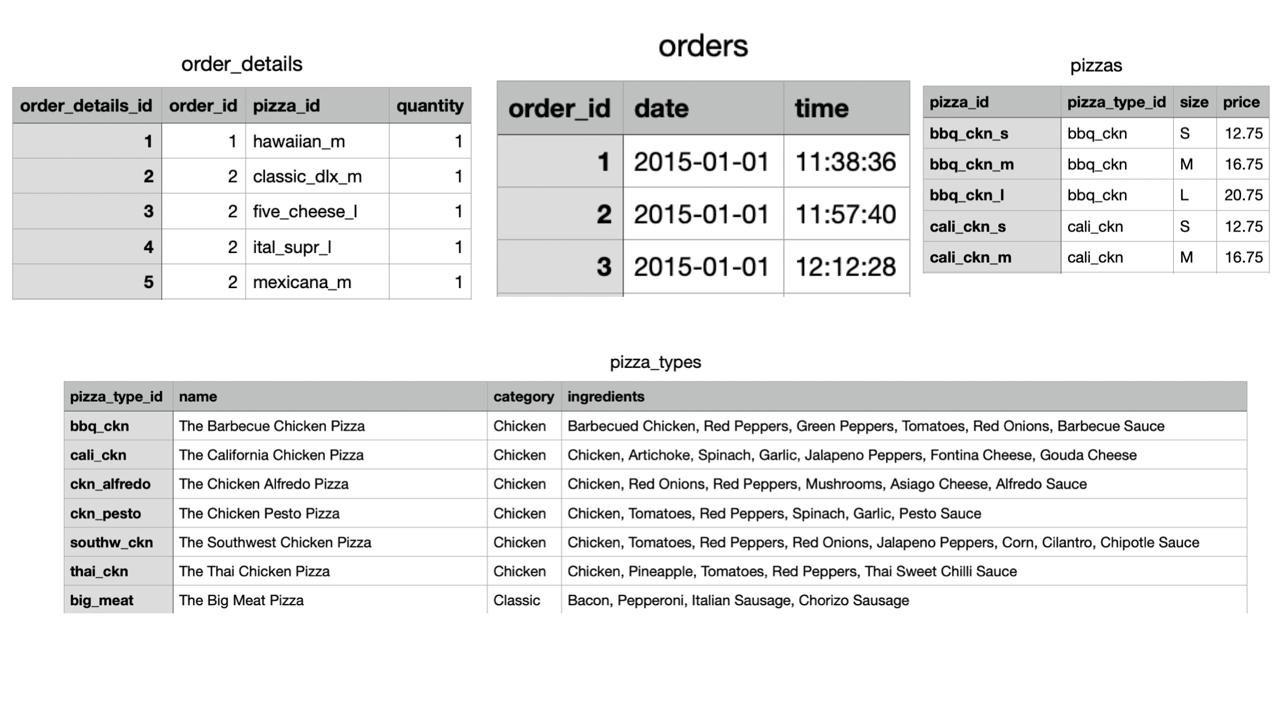 order_details
order_details_id order_id pizza_id quantity
1 1 hawaiian_m 1
2 2 classic_dlx_m 1
3 2 five_cheese_l 1
4 2 ital_supr_l 1
5 2 mexicana_m 1
orders
order_id date time
1 2015-01-01 11:38:36
2 2015-01-01 11:57:40
3 2015-01-01 12:12:28
pizzas
pizza_id pizza_type_id size price
bbq_ckn_s bbq_ckn S 12.75
bbq_ckn_m bbq_ckn M 16.75
bbq_ckn_l bbq_ckn L 20.75
cali_ckn_s cali_ckn S 12.75
cali_ckn_m cali_ckn M 16.75
pizza_types
pizza_type_id name category ingredients
bbq_ckn The Barbecue Chicken Pizza Chicken Barbecued Chicken, Red Peppers, Green Peppers, Tomatoes, Red Onions, Barbecue Sauce
cali_ckn The California Chicken Pizza Chicken Chicken, Artichoke, Spinach, Garlic, Jalapeno Peppers, Fontina Cheese, Gouda Cheese
ckn_alfredo The Chicken Alfredo Pizza Chicken Chicken, Red Onions, Red Peppers, Mushrooms, Asiago Cheese, Alfredo Sauce
ckn_pesto The Chicken Pesto Pizza Chicken Chicken, Tomatoes, Red Peppers, Spinach, Garlic, Pesto Sauce
southw_ckn The Southwest Chicken Pizza Chicken Chicken, Tomatoes, Red Peppers, Red Onions, Jalapeno Peppers, Corn, Cilantro, Chipotle Sauce
thai_ckn The Thai Chicken Pizza Chicken Chicken, Pineapple, Tomatoes, Red Peppers, Thai Sweet Chilli Sauce
big_meat The Big Meat Pizza Classic Bacon, Pepperoni, Italian Sausage, Chorizo Sausage